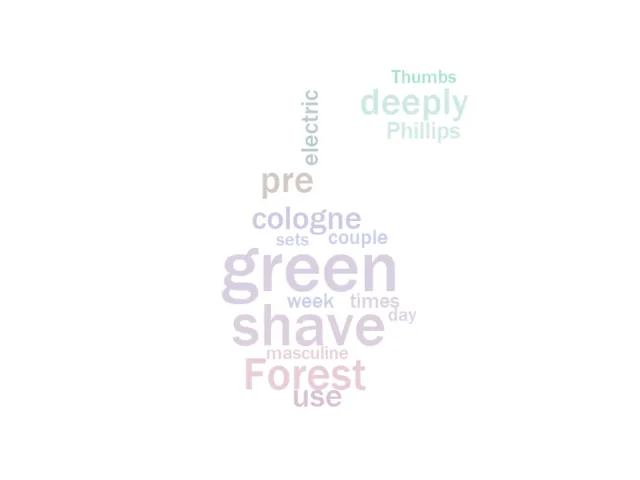 Thumbs
deeply
Phillips
electric
pre
cologne
sets couple
green
week times
day
shave
masculine
Forest
use